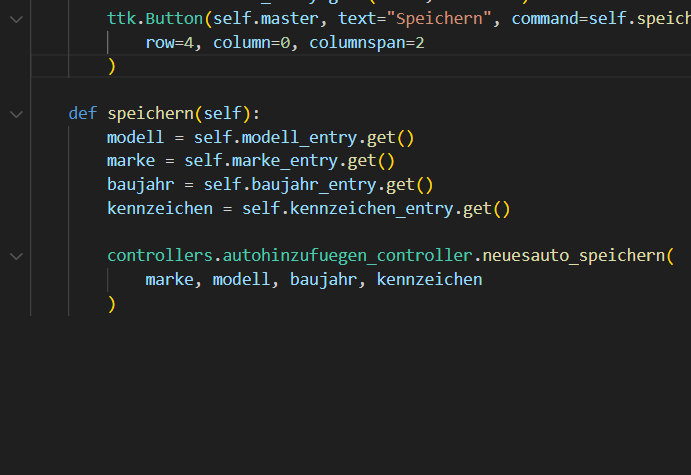 ttk.Button(self.master, text="Speichern", command=self.speich
row=4, column=0, columnspan=2
)
def speichern(self):
modell = self.modell_entry.get()
marke = self.marke_entry.get()
baujahr = self.baujahr_entry.get()
kennzeichen = self.kennzeichen_entry.get()
controllers.autohinzufuegen_controller.neuesauto_speichern(
marke, modell, baujahr, kennzeichen
)